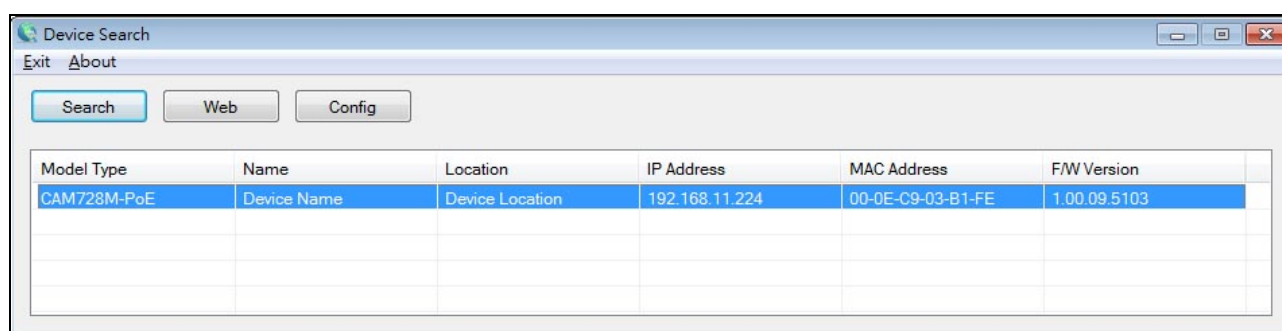 Device Search
Exit About
Search Web Config
Model Type Name Location IP Address MAC Address F/W Version
CAM728M-PoE Device Name Device Location 192.168.11.224 00-0E-C9-03-B1-FE 1.00.09.5103